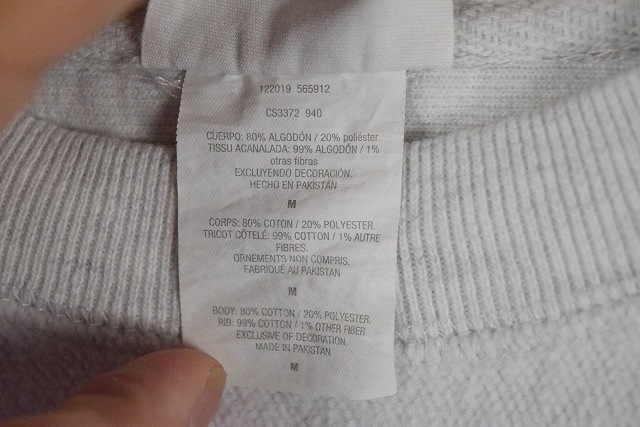 122019 565912
CS3372 940
CUERPO: 80% ALGODÓN / 20% poliéster.
TISSU ACANALADA: 99% ALGODÓN / 1%
otras fibras
EXCLUYENDO DECORACIÓN.
HECHO EN PAKISTÁN
M
CORPS: 80% COTON / 20% POLYESTER.
TRICOT CÔTELÉ: 99% COTTON / 1% AUTRE
FIBRES.
ORNEMENTS NON COMPRIS.
FABRIQUÉ AU PAKISTAN
M
BODY: 80% COTTON / 20% POLYESTER.
RIB: 99% COTTON / 1% OTHER FIBER
EXCLUSIVE OF DECORATION.
MADE IN PAKISTAN
M